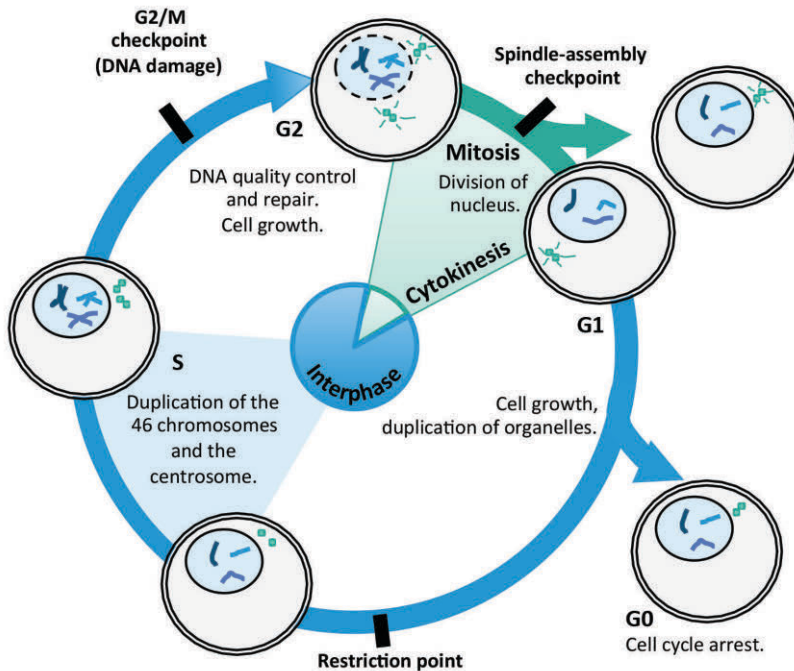 G2/M
checkpoint
(DNA damage)
Spindle-assembly
checkpoint
G2
Mitosis
Division of
nucleus.
DNA quality control
and repair.
Cell growth.
Cytokinesis
G1
S
Interphase
Duplication of the
46 chromosomes
and the
centrosome.
Cell growth,
duplication of organelles.
G0
Cell cycle arrest.
Restriction point